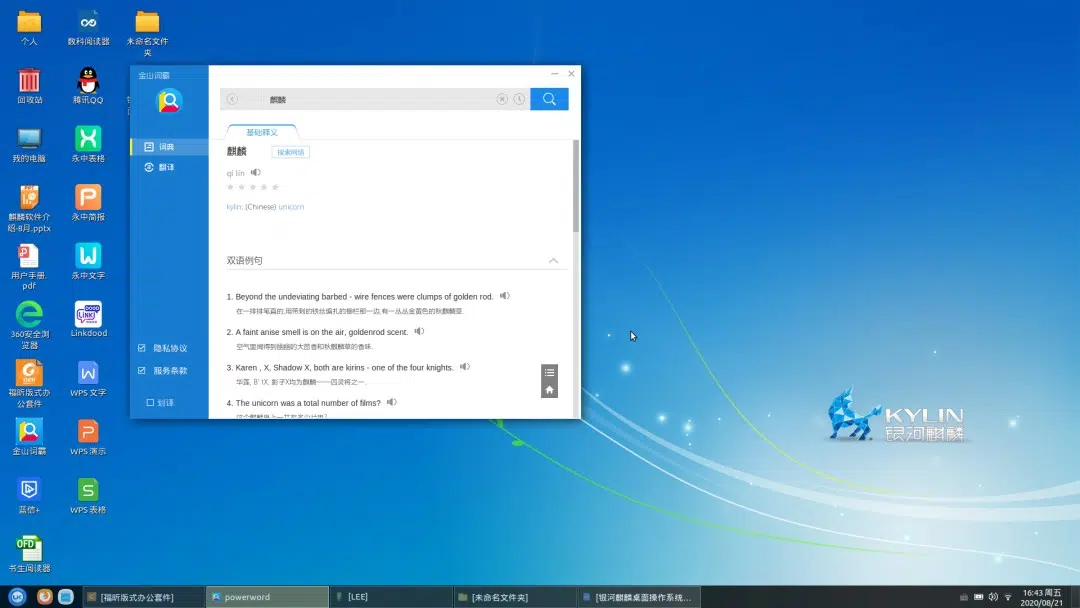 个人
数科阅读器
未命名文件夹
回收站
腾讯QQ
我的电脑
永中表格
麒麟软件介绍-8月.pptx
永中简报
用户手册.pdf
永中文字
360安全浏览器
Linkdood
福昕版式办公套件
WPS 文字
金山词霸
WPS 演示
蓝信+
WPS 表格
书生阅读器
金山词霸
词典
翻译
隐私协议
服务条款
划译
麒麟
基础释义
麒麟
搜索网络
qí lín
kylin: (Chinese) unicorn
双语例句
1. Beyond the undeviating barbed - wire fences were clumps of golden rod.
在一排排笔直的,用带刺的铁丝编扎的栅栏那一边,有一丛丛金黄色的秋麒麟草.
2. A faint anise smell is on the air, goldenrod scent.
空气里闻得到幽幽的大茴香和秋麒麟草的香味.
3. Karen , X, Shadow X, both are kirins - one of the four knights.
华莲, B' IX, 影子X均为麒麟一一四灵将之一.
4. The unicorn was a total number of films?
KYLIN
银河麒麟
[福昕版式办公套件]
powerword
[LEE]
[未命名文件夹]
[银河麒麟桌面操作系统...
16:43 周五
2020/08/21